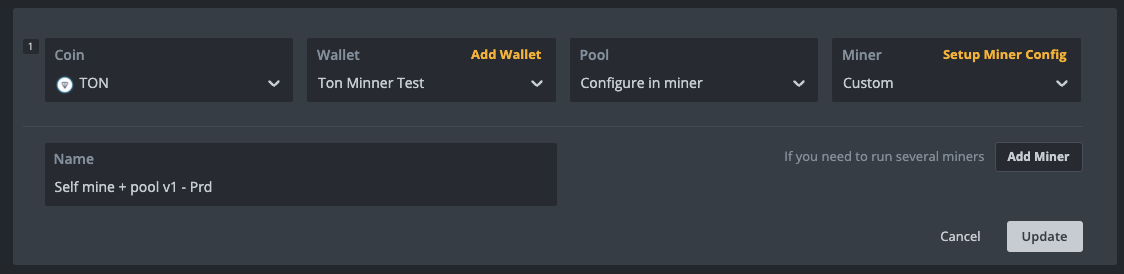 1
Coin
TON
Wallet Add Wallet
Ton Minner Test
Pool
Configure in miner
Miner Setup Miner Config
Custom
Name
Self mine + pool v1 - Prd
If you need to run several miners Add Miner
Cancel Update